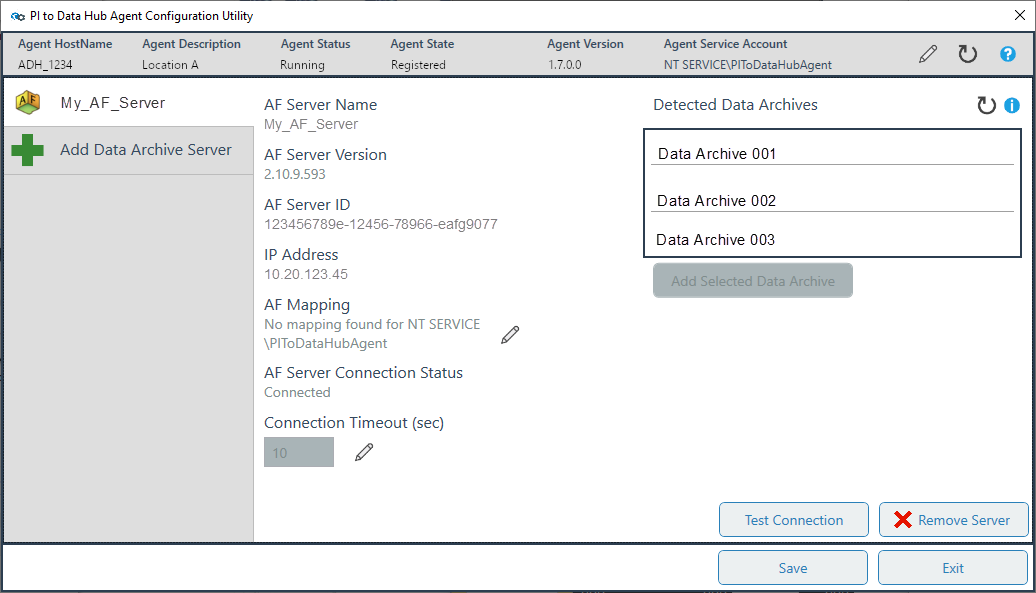 PI to Data Hub Agent Configuration Utility
Agent HostName Agent Description Agent Status Agent State Agent Version Agent Service Account
ADH_1234 Location A Running Registered 1.7.0.0 NT SERVICE\PIToDataHubAgent
?
AF My_AF_Server
Add Data Archive Server
AF Server Name
My_AF_Server
AF Server Version
2.10.9.593
AF Server ID
123456789e-12456-78966-eafg9077
IP Address
10.20.123.45
AF Mapping
No mapping found for NT SERVICE
\PIToDataHubAgent
AF Server Connection Status
Connected
Connection Timeout (sec)
10
Detected Data Archives
i
Data Archive 001
Data Archive 002
Data Archive 003
Add Selected Data Archive
Test Connection Remove Server
Save Exit